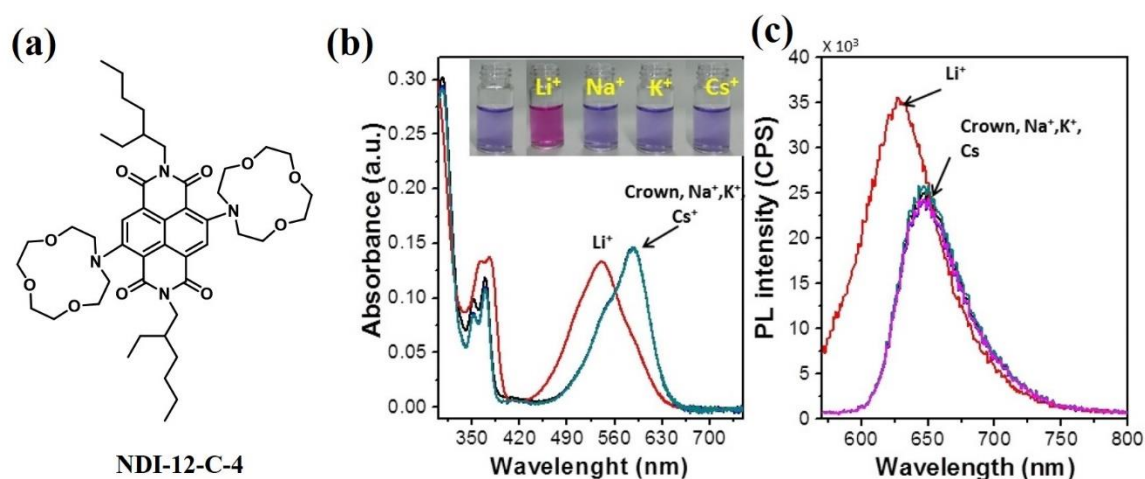 (a)
N
O
O
O
O
N
O
O
O
N
O
O
O
O
N
O
NDI-12-C-4
(b)
Li⁺
Na⁺
K⁺
Cs⁺
Crown, Na⁺,K⁺,
Cs⁺
Li⁺
Absorbance (a.u.)
0.30
0.25
0.20
0.15
0.10
0.05
0.00
350
420
490
560
630
700
Wavelenght (nm)
(c)
X 10³
Li⁺
Crown, Na⁺,K⁺,
Cs
PL intensity (CPS)
40
35
30
25
20
15
10
5
0
600
650
700
750
800
Wavelength (nm)